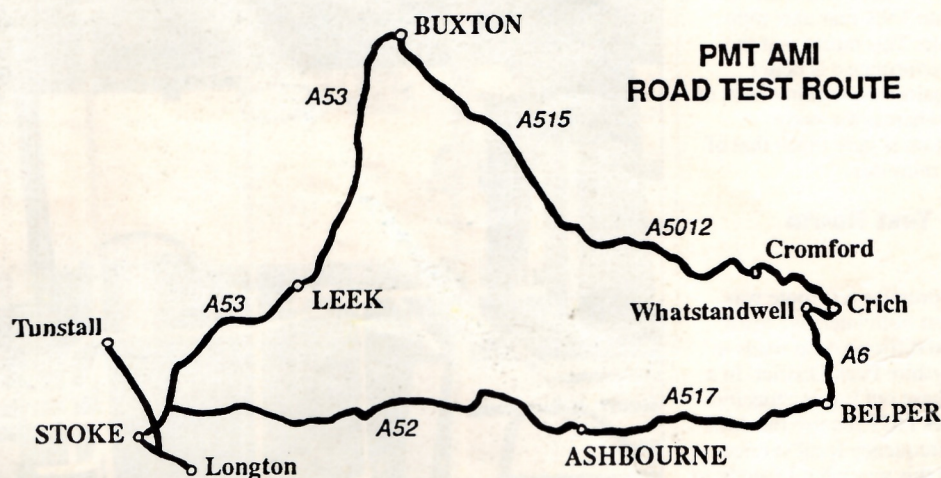 BUXTON
PMT AMI
ROAD TEST ROUTE
A53
A515
A5012
Cromford
A53
LEEK
Whatstandwell
Crich
Tunstall
A6
A517
BELPER
STOKE
A52
ASHBOURNE
Longton